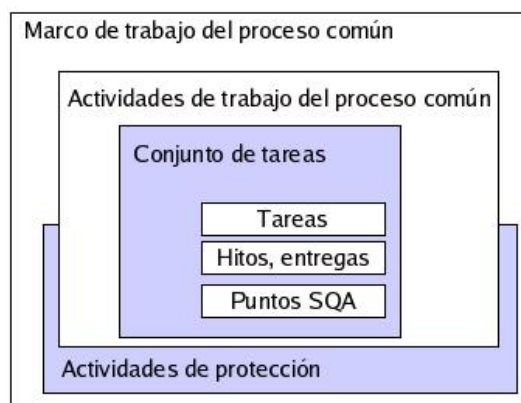 Marco de trabajo del proceso común
Actividades de trabajo del proceso común
Conjunto de tareas
Tareas
Hitos, entregas
Puntos SQA
Actividades de protección